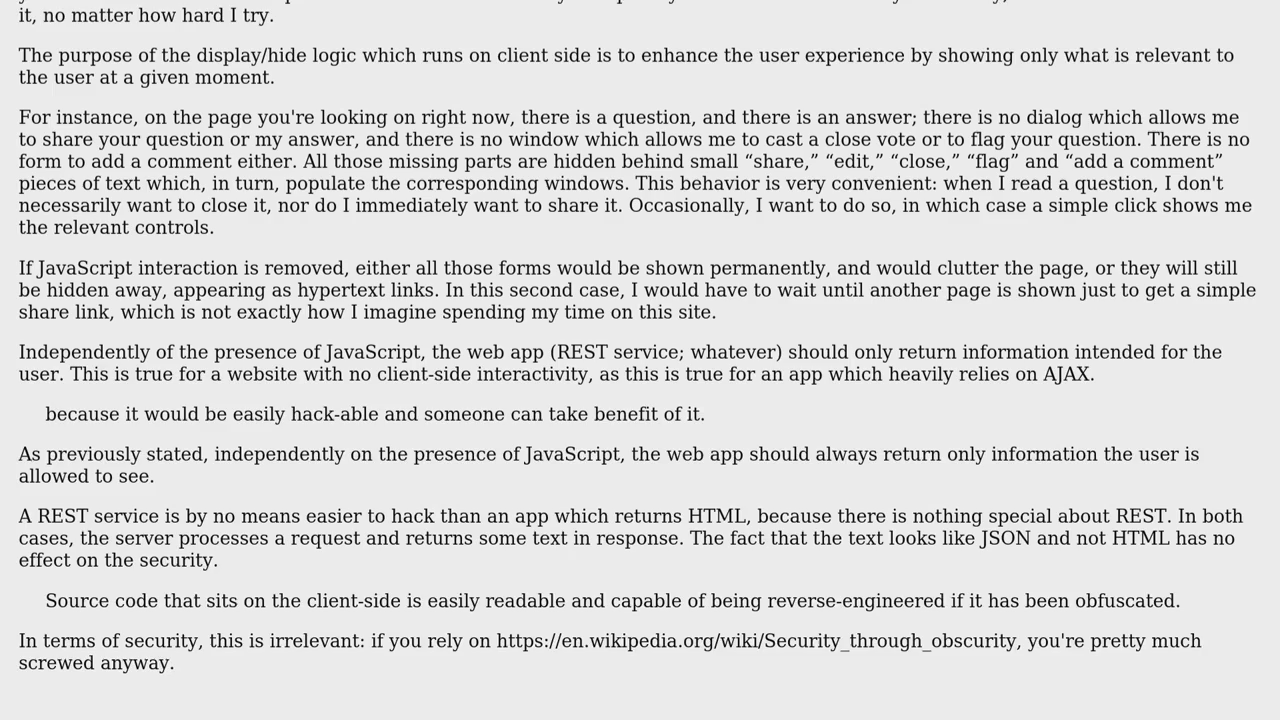 it, no matter how hard I try.
The purpose of the display/hide logic which runs on client side is to enhance the user experience by showing only what is relevant to
the user at a given moment.
For instance, on the page you're looking on right now, there is a question, and there is an answer; there is no dialog which allows me
to share your question or my answer, and there is no window which allows me to cast a close vote or to flag your question. There is no
form to add a comment either. All those missing parts are hidden behind small “share,” “edit,” “close,” “flag” and “add a comment”
pieces of text which, in turn, populate the corresponding windows. This behavior is very convenient: when I read a question, I don't
necessarily want to close it, nor do I immediately want to share it. Occasionally, I want to do so, in which case a simple click shows me
the relevant controls.
If JavaScript interaction is removed, either all those forms would be shown permanently, and would clutter the page, or they will still
be hidden away, appearing as hypertext links. In this second case, I would have to wait until another page is shown just to get a simple
share link, which is not exactly how I imagine spending my time on this site.
Independently of the presence of JavaScript, the web app (REST service; whatever) should only return information intended for the
user. This is true for a website with no client-side interactivity, as this is true for an app which heavily relies on AJAX.
because it would be easily hack-able and someone can take benefit of it.
As previously stated, independently on the presence of JavaScript, the web app should always return only information the user is
allowed to see.
A REST service is by no means easier to hack than an app which returns HTML, because there is nothing special about REST. In both
cases, the server processes a request and returns some text in response. The fact that the text looks like JSON and not HTML has no
effect on the security.
Source code that sits on the client-side is easily readable and capable of being reverse-engineered if it has been obfuscated.
In terms of security, this is irrelevant: if you rely on https://en.wikipedia.org/wiki/Security_through_obscurity, you're pretty much
screwed anyway.